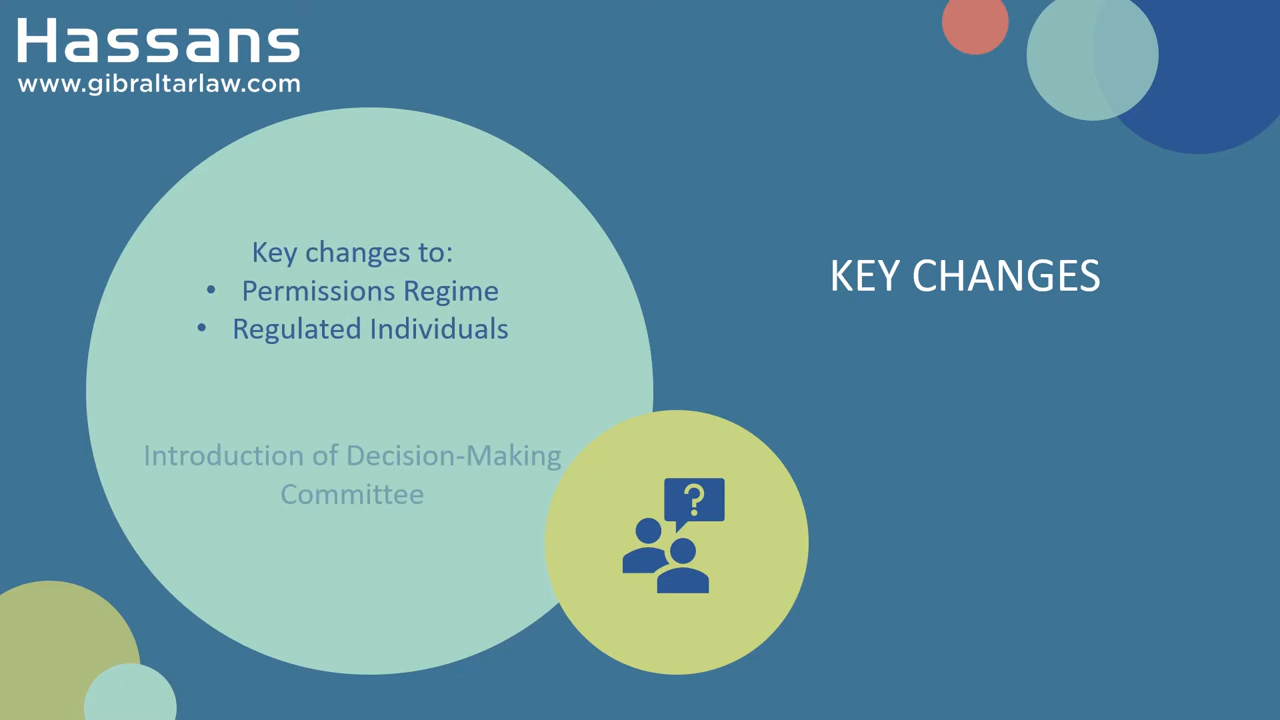 Hassans
www.gibraltarlaw.com
Key changes to:
• Permissions Regime
• Regulated Individuals
Introduction of Decision-Making
Committee
KEY CHANGES
?